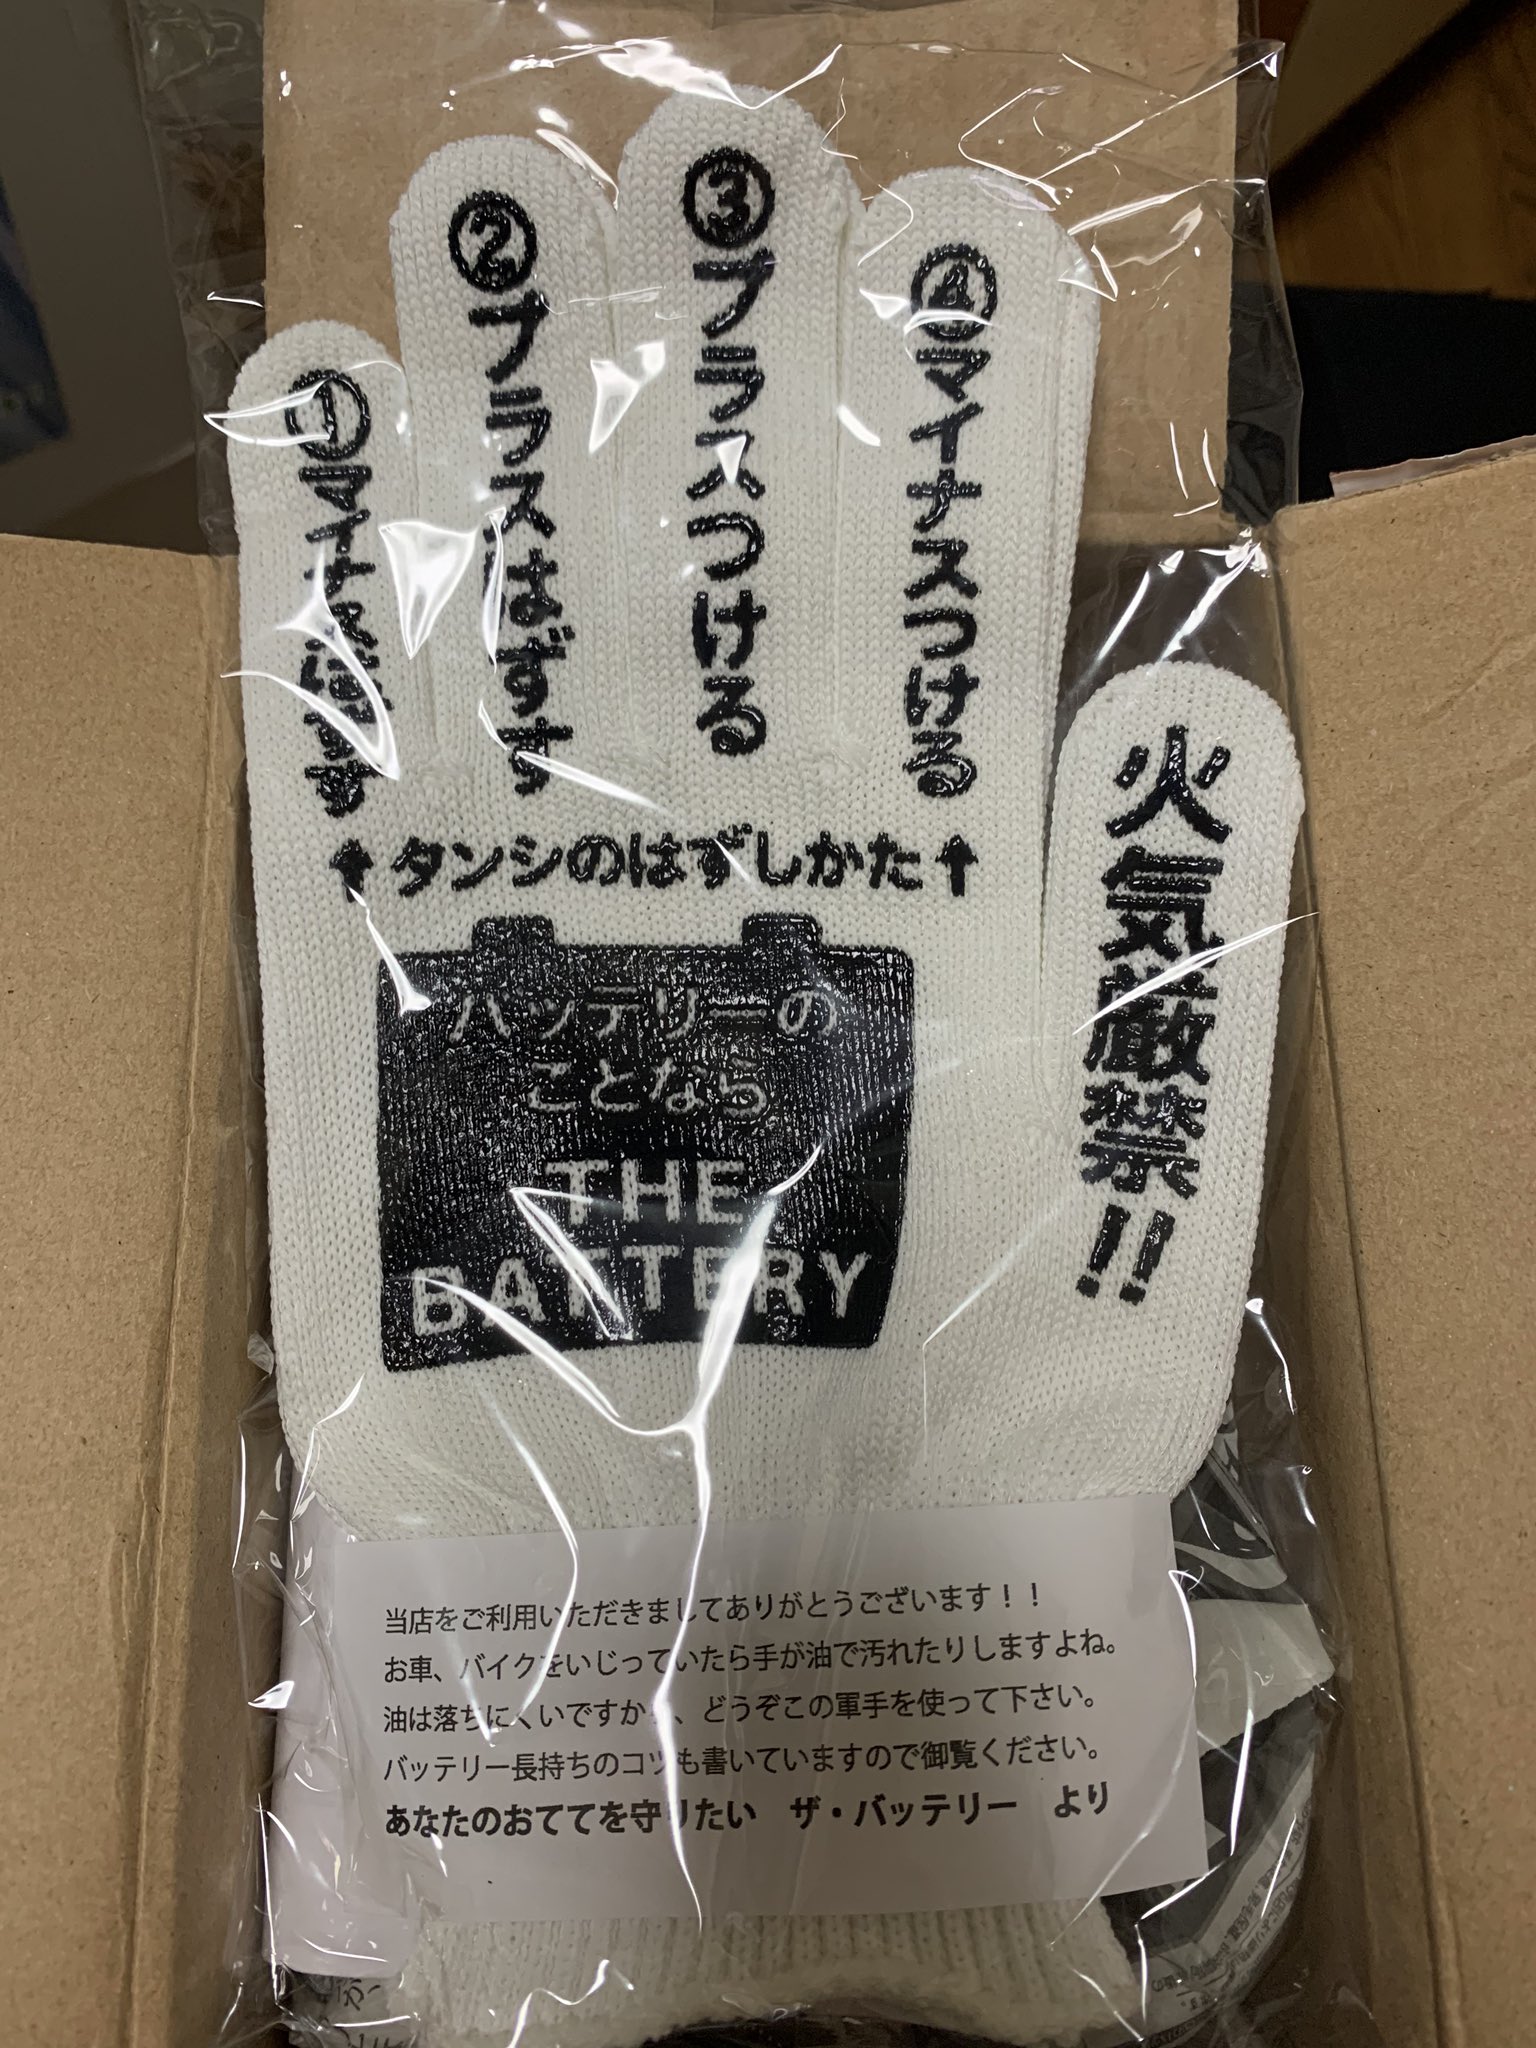 ①マイナスはずす
②プラスはずす
③プラスつける
④マイナスつける
火気厳禁!!
↑タンシのはずしかた↑
バッテリーの
ことなら
THE
BATTERY
当店をご利用いただきましてありがとうございます！！
お車、バイクをいじっていたら手が油で汚れたりしますよね。
油は落ちにくいですから、どうぞこの軍手を使って下さい。
バッテリー長持ちのコツも書いていますので御覧ください。
あなたのおててを守りたい　ザ・バッテリー　より